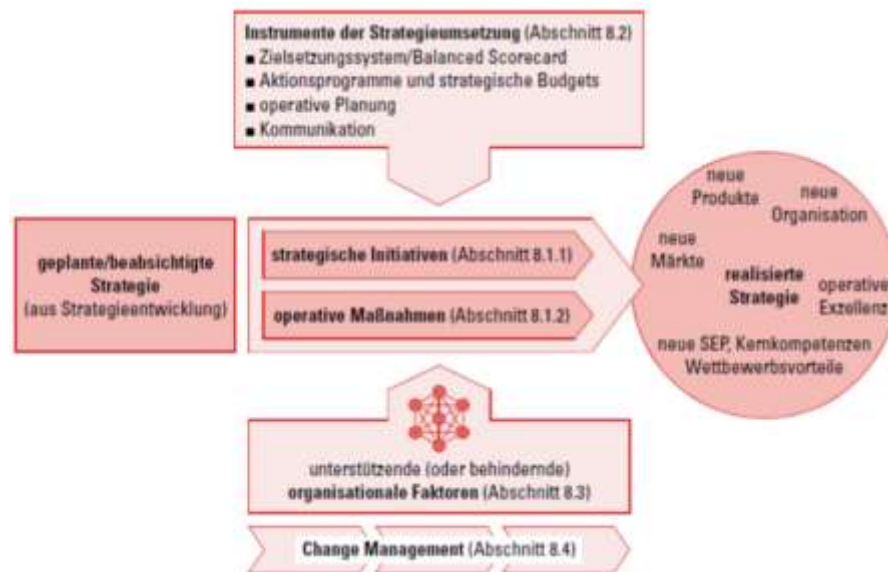 Instrumente der Strategieumsetzung (Abschnitt 8.2)
■ Zielsetzungssystem/Balanced Scorecard
■ Aktionsprogramme und strategische Budgets
■ operative Planung
■ Kommunikation
geplante/beabsichtigte
Strategie
(aus Strategieentwicklung)
strategische Initiativen (Abschnitt 8.1.1)
operative Maßnahmen (Abschnitt 8.1.2)
neue
Produkte
neue
Organisation
neue
Märkte
realisierte
Strategie
operative
Exzellenz
neue SEP, Kernkompetenzen
Wettbewerbsvorteile
unterstützende (oder behindernde)
organisationale Faktoren (Abschnitt 8.3)
Change Management (Abschnitt 8.4)